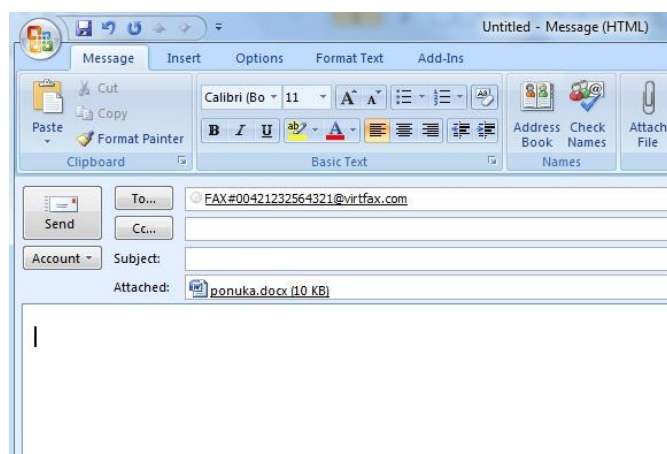 Untitled - Message (HTML)
Message Insert Options Format Text Add-Ins
Cut
Copy
Paste
Format Painter
Clipboard
Calibri (Bo 11
B I U
Basic Text
Address Book
Check Names
Names
Attach File
Send
To...
FAX#00421232564321@virtfax.com
Cc...
Account
Subject:
Attached:
ponuka.docx (10 KB)